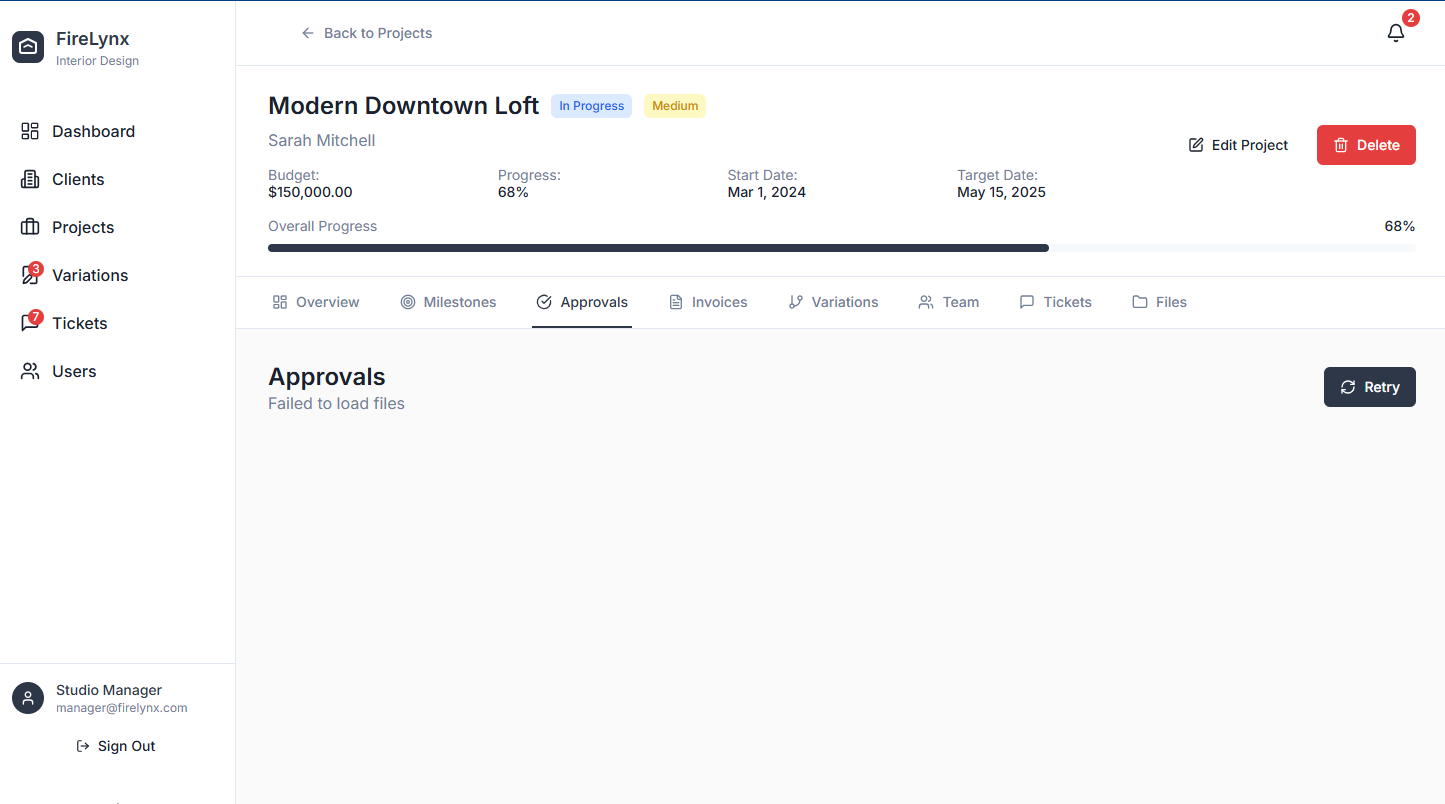 FireLynx
Interior Design
Dashboard
Clients
Projects
3
Variations
7
Tickets
Users
Studio Manager
manager@firelynx.com
Sign Out
Back to Projects
2
Modern Downtown Loft In Progress Medium
Sarah Mitchell
Edit Project Delete
Budget: Progress: Start Date: Target Date:
$150,000.00 68% Mar 1, 2024 May 15, 2025
Overall Progress 68%
Overview Milestones Approvals Invoices Variations Team Tickets Files
Approvals
Failed to load files
Retry